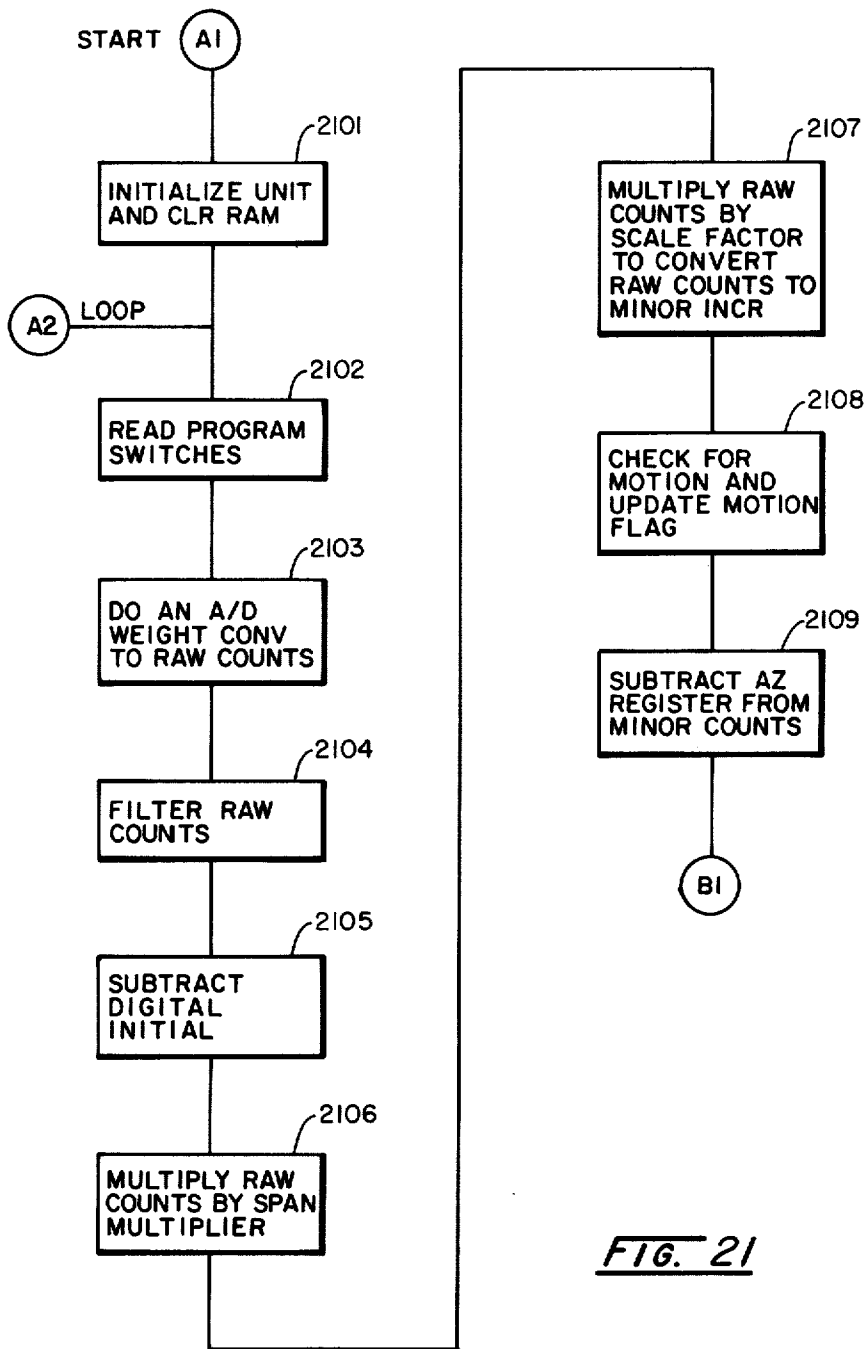 START A1
2101
INITIALIZE UNIT
AND CLR RAM
A2 LOOP
2102
READ PROGRAM
SWITCHES
2103
DO AN A/D
WEIGHT CONV
TO RAW COUNTS
2104
FILTER RAW
COUNTS
2105
SUBTRACT
DIGITAL
INITIAL
2106
MULTIPLY RAW
COUNTS BY SPAN
MULTIPLIER
2107
MULTIPLY RAW
COUNTS BY
SCALE FACTOR
TO CONVERT
RAW COUNTS TO
MINOR INCR
2108
CHECK FOR
MOTION AND
UPDATE MOTION
FLAG
2109
SUBTRACT AZ
REGISTER FROM
MINOR COUNTS
B1
FIG. 21